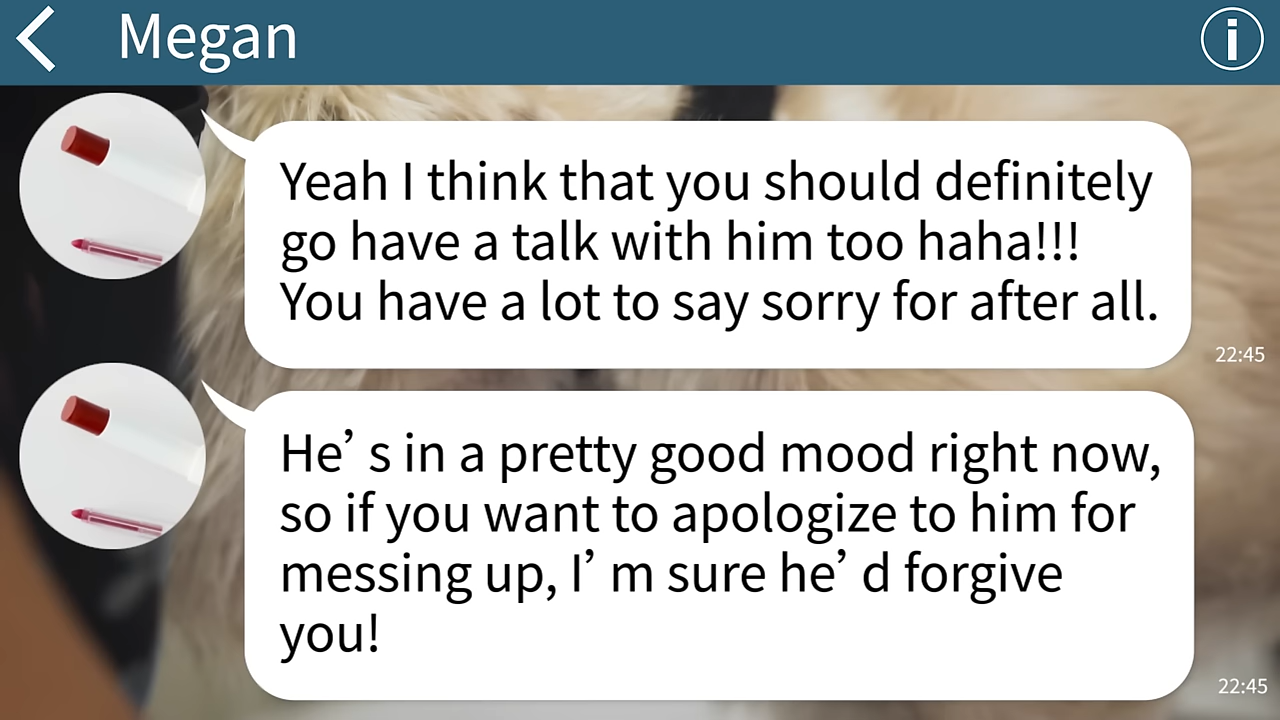 Megan
Yeah I think that you should definitely
go have a talk with him too haha!!!
You have a lot to say sorry for after all.
22:45
He’s in a pretty good mood right now,
so if you want to apologize to him for
messing up, I’m sure he’d forgive
you!
22:45